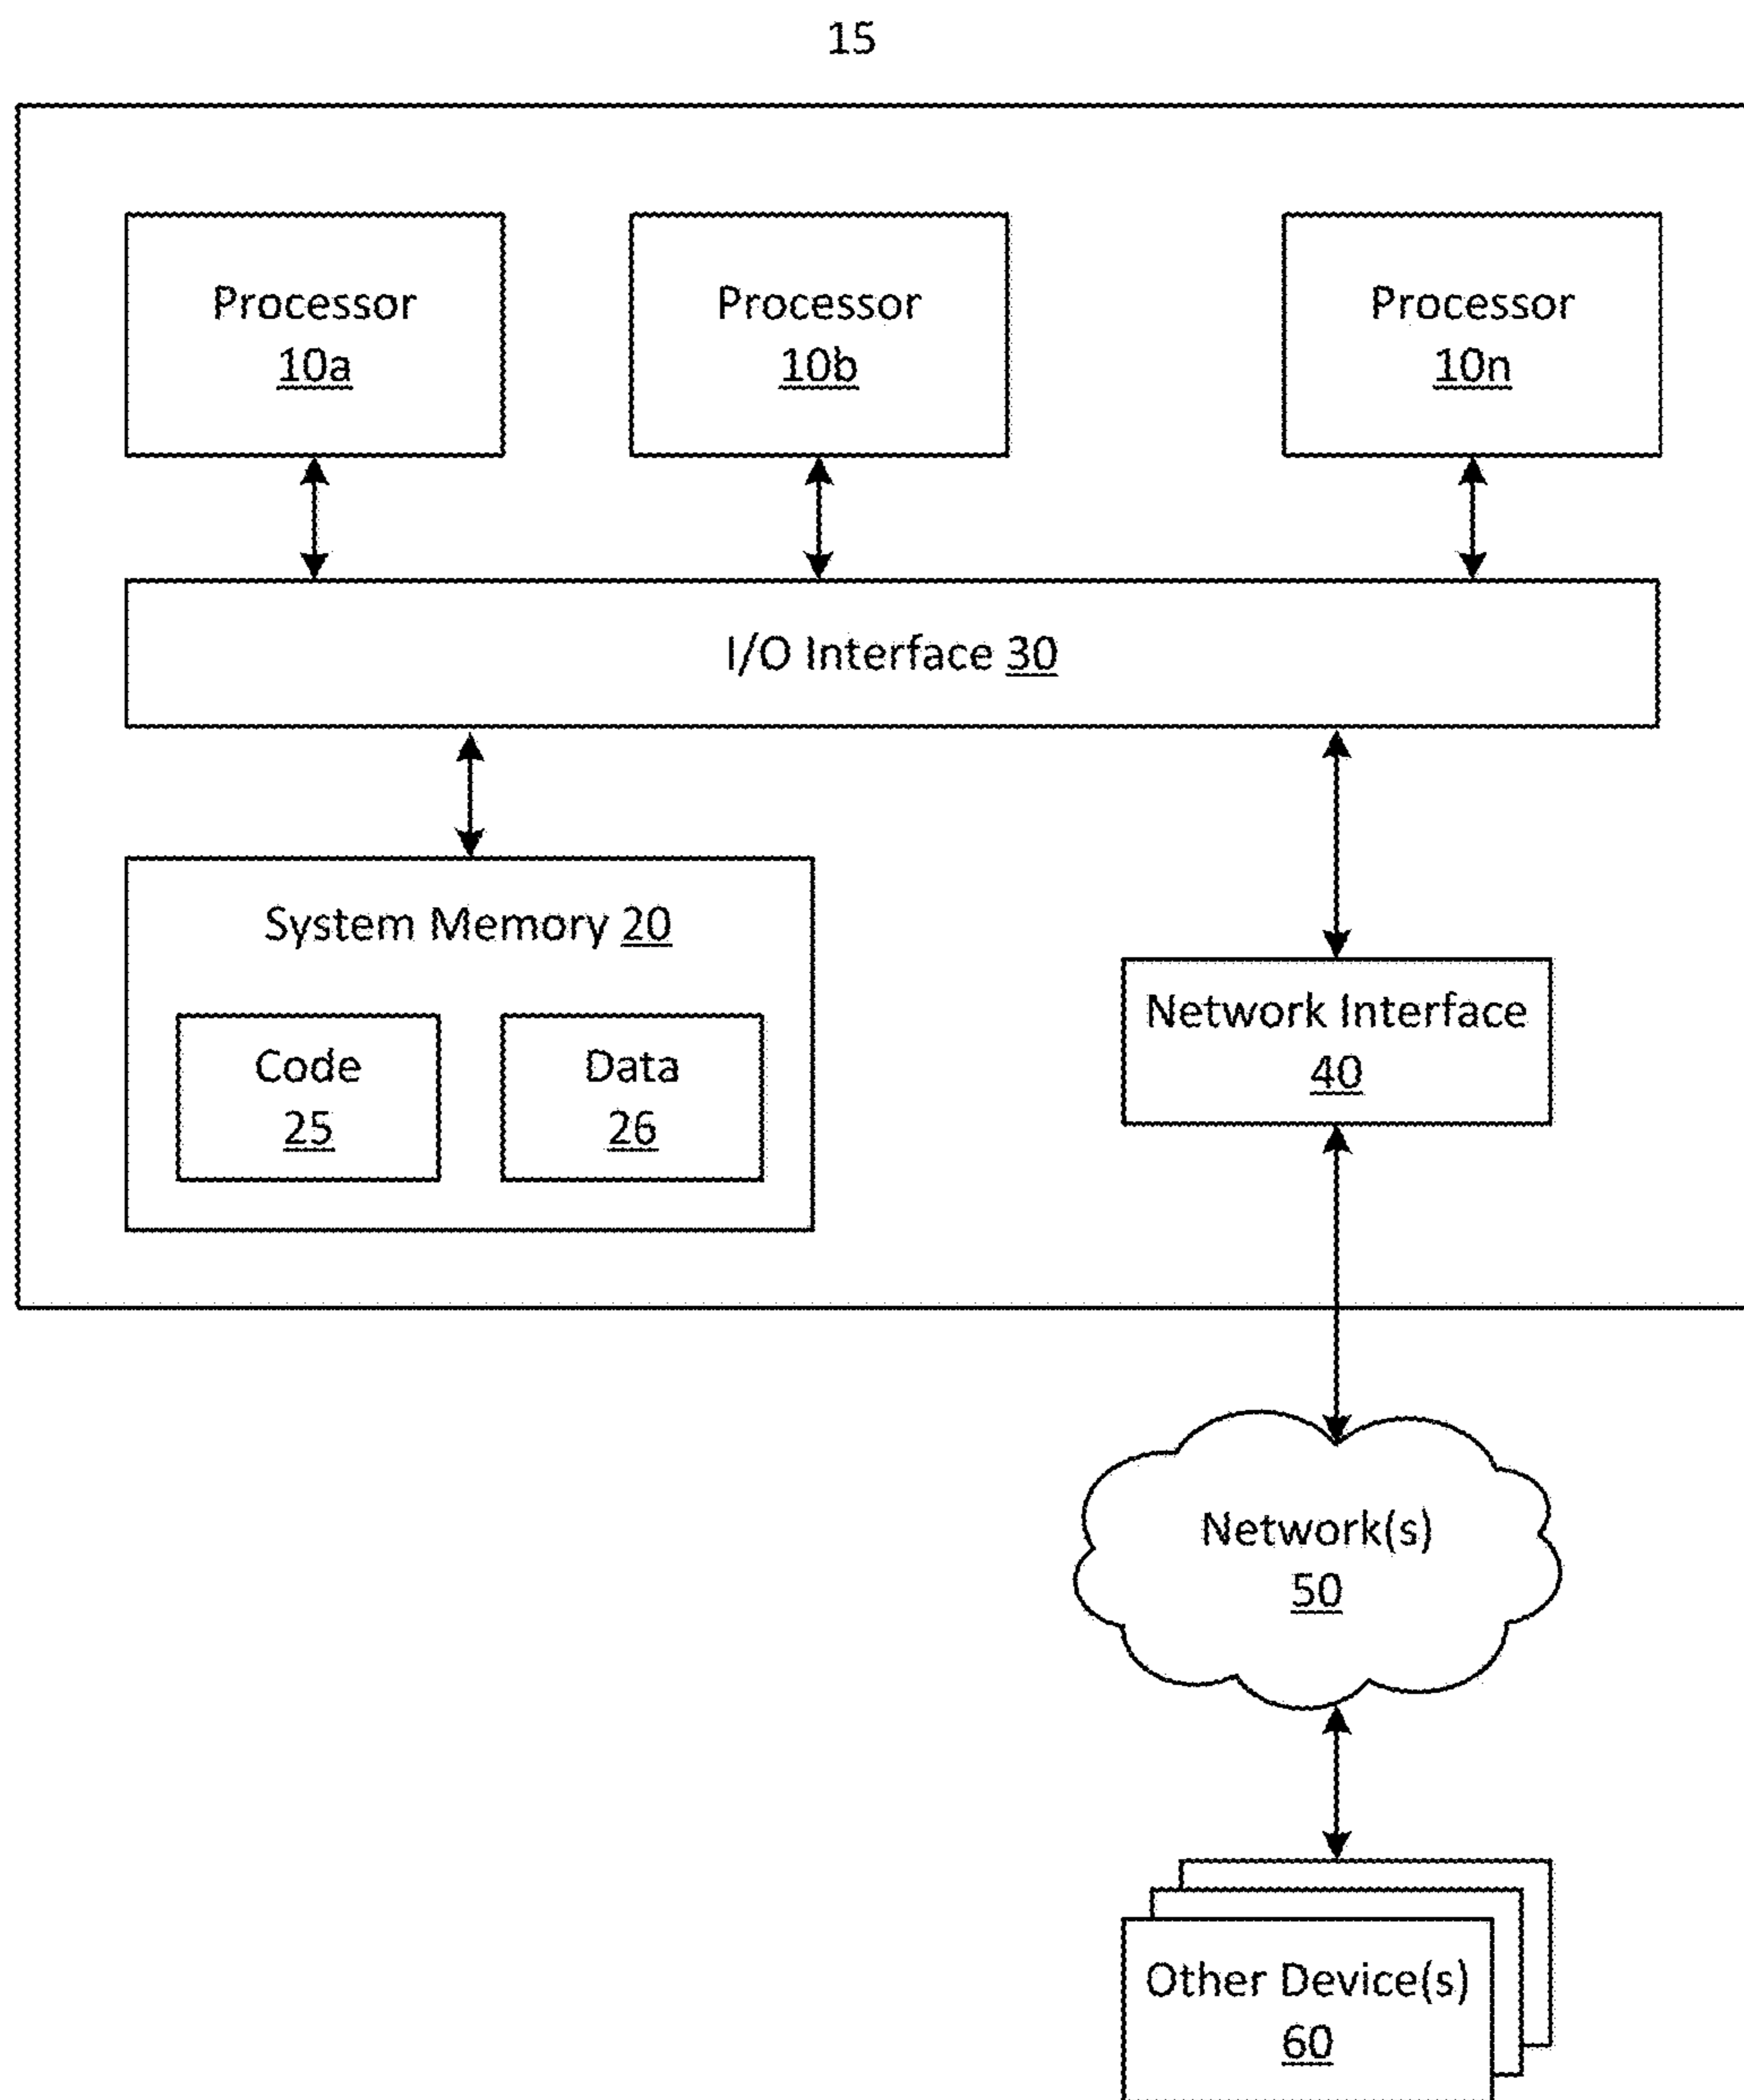 15
Processor
10a
Processor
10b
Processor
10n
I/O Interface 30
System Memory 20
Code
25
Data
26
Network Interface
40
Network(s)
50
Other Device(s)
60